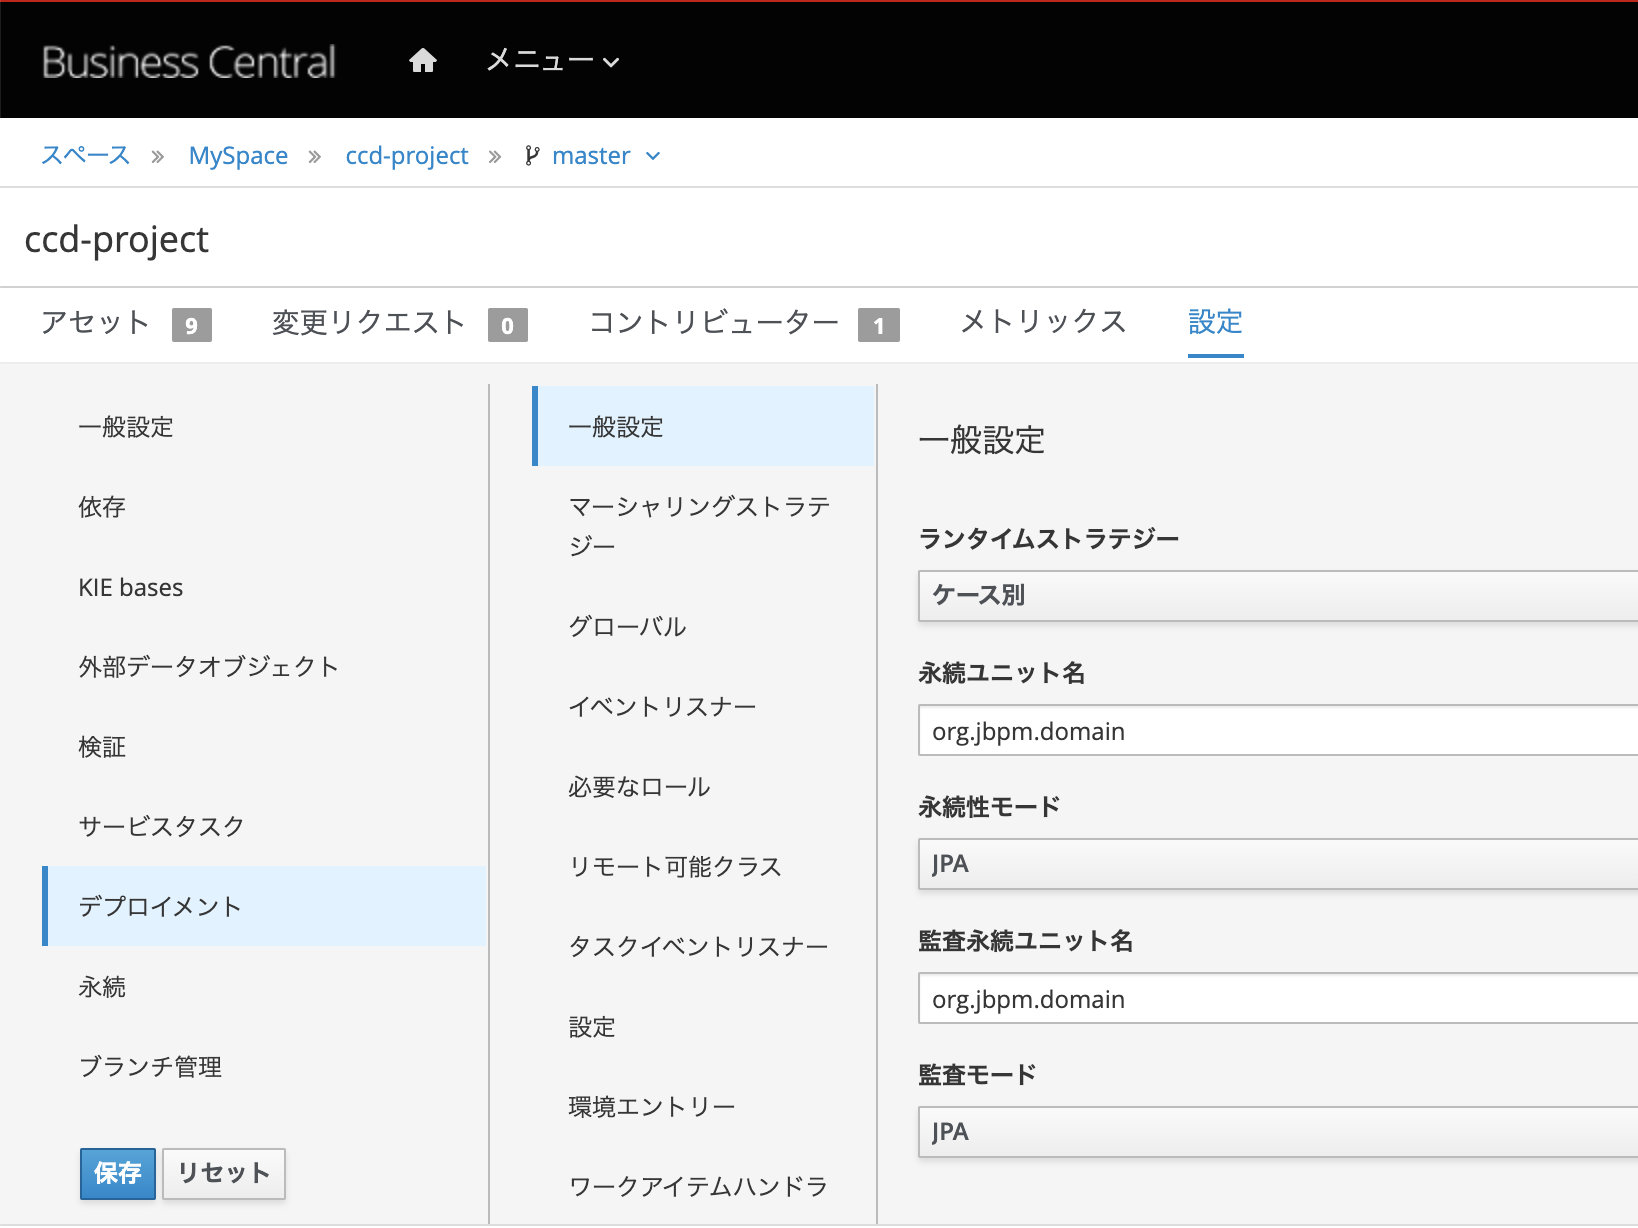 Business Central メニュー
スペース » MySpace » ccd-project » master
ccd-project
アセット 9 変更リクエスト 0 コントリビューター 1 メトリックス 設定
一般設定
依存
KIE bases
外部データオブジェクト
検証
サービスタスク
デプロイメント
永続
ブランチ管理
保存 リセット
一般設定
マーシャリングストラテ
ジー
グローバル
イベントリスナー
必要なロール
リモート可能クラス
タスクイベントリスナー
設定
環境エントリー
ワークアイテムハンドラ
一般設定
ランタイムストラテジー
ケース別
永続ユニット名
org.jbpm.domain
永続性モード
JPA
監査永続ユニット名
org.jbpm.domain
監査モード
JPA